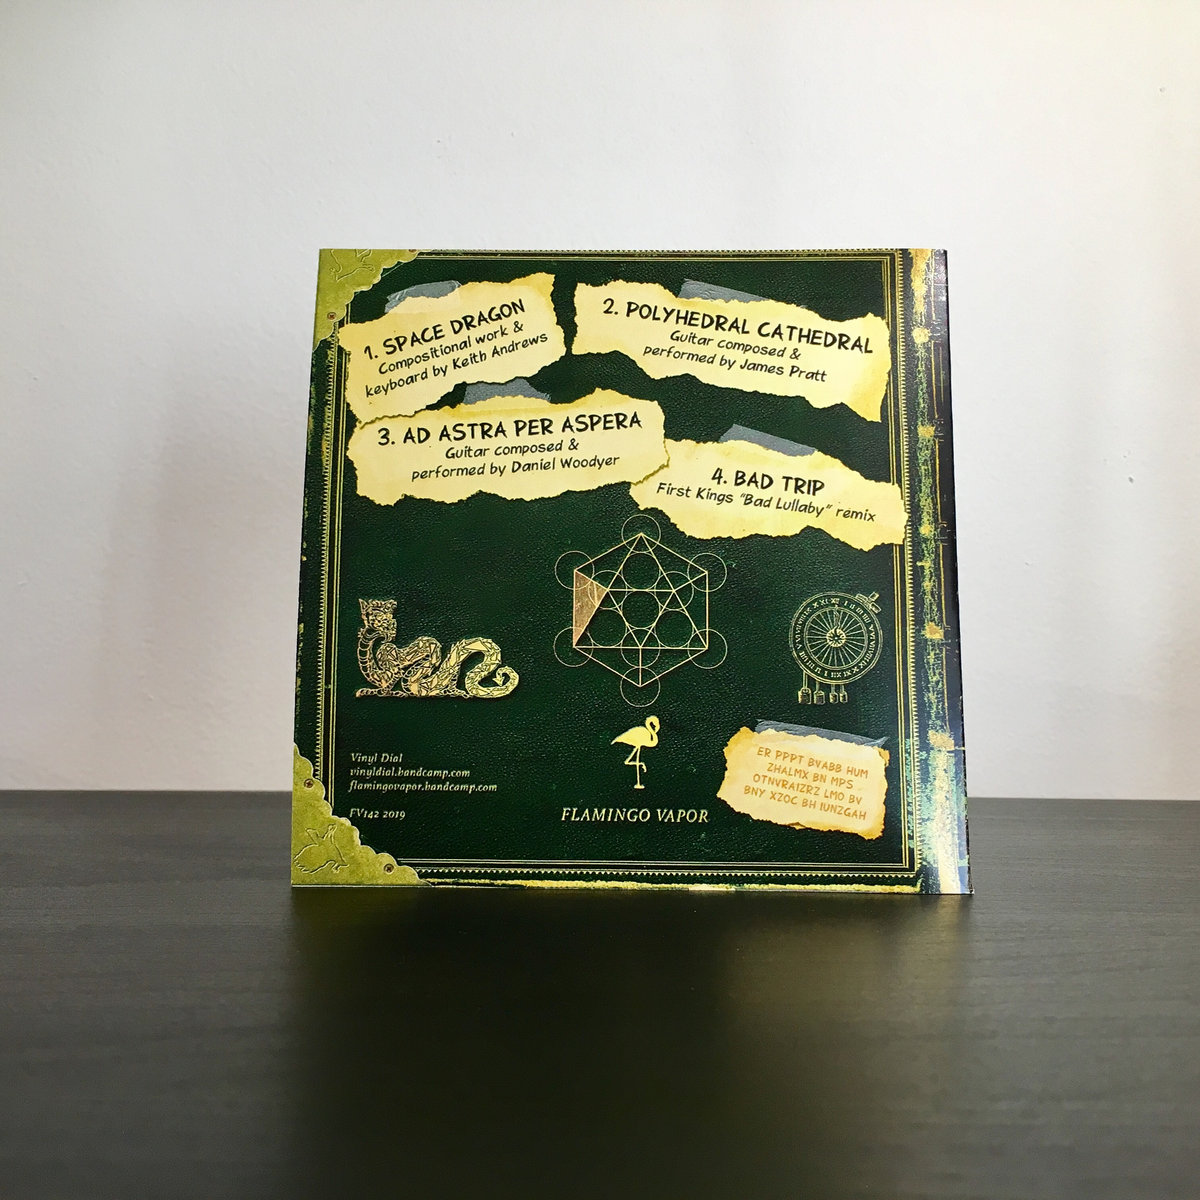 1. SPACE DRAGON
Compositional work &
keyboard by Keith Andrews
2. POLYHEDRAL CATHEDRAL
Guitar composed &
performed by James Pratt
3. AD ASTRA PER ASPERA
Guitar composed &
performed by Daniel Woodyer
4. BAD TRIP
First Kings "Bad Lullaby" remix
Vinyl Dial
vinyldial.bandcamp.com
flamingovapor.bandcamp.com
FV142 2019
FLAMINGO VAPOR
ER PPPT BVABB HUM
ZHALMX BN MPS
OTNVRAIZRZ LMO BV
BNY XZOC BH IUNZGAH